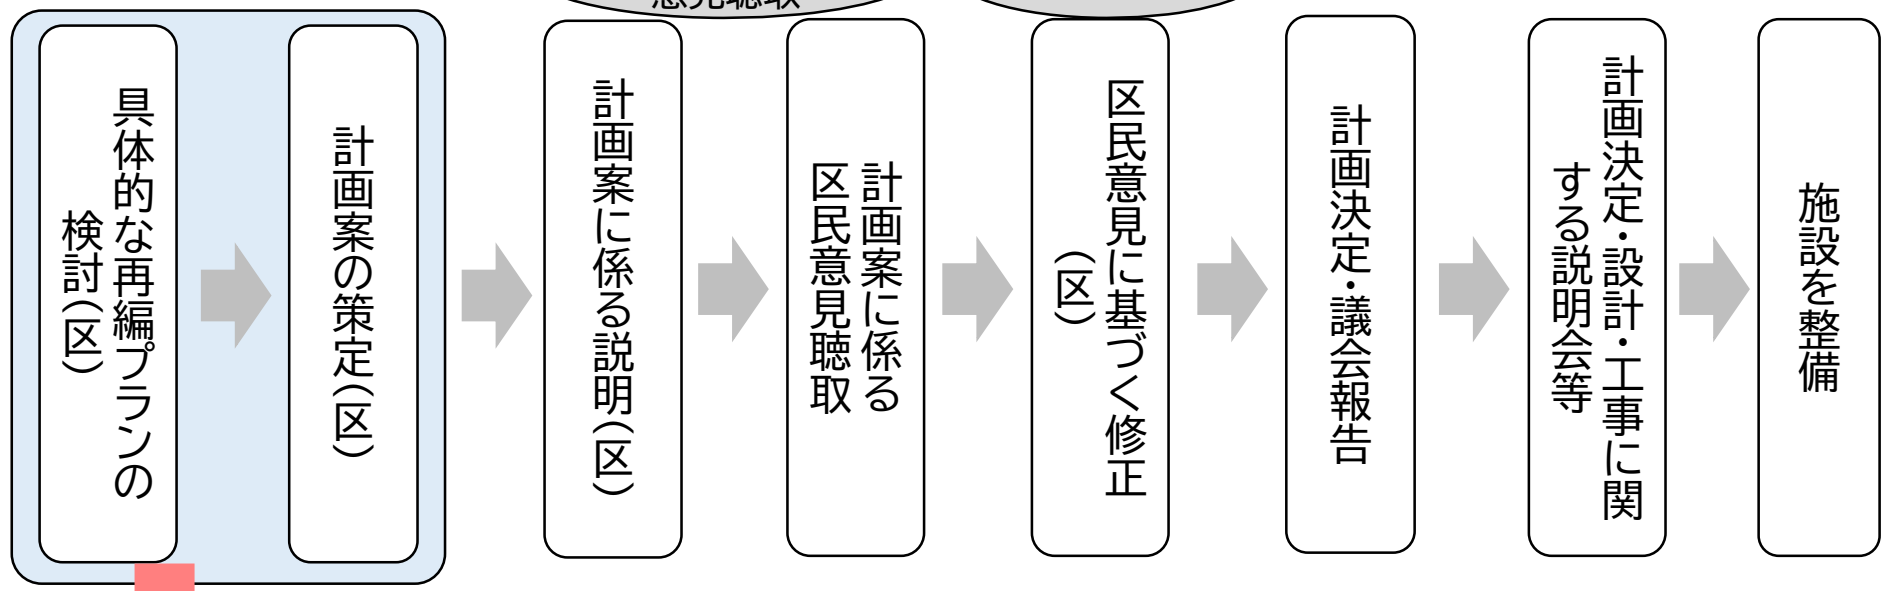 具体的な再編プランの
検討（区）
計画案の策定（区）
計画案に係る説明（区）
計画案に係る
区民意見聴取
区民意見に基づく修正
（区）
計画決定・議会報告
計画決定・設計・工事に関
する説明会等
施設を整備